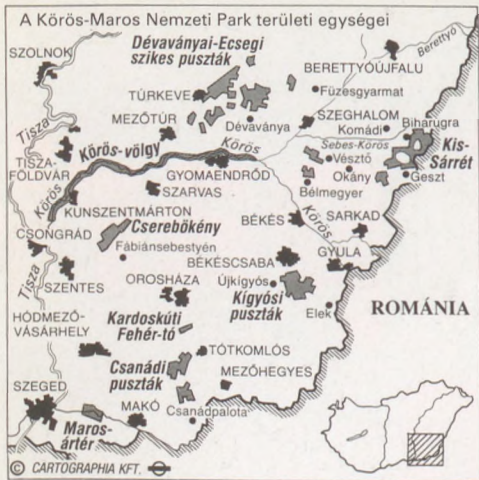 A Körös-Maros Nemzeti Park területi egységei
SZOLNOK
Dévaványai-Ecsegi
szikes puszták
Berettyó
BERETTYÓÚJFALU
TÚRKEVE
Füzesgyarmat
MEZŐTÚR
Dévaványa
SZEGHALOM
Komádi
Biharugra
Tisza
TISZA-
FÖLDVÁR
Körös-völgy
Körös
Sebes-Körös
Vésztő
Kis-
Sárrét
GYOMAENDRŐD
Okány
Geszt
Körös
SZARVAS
Bélmegyer
KUNSZENTMÁRTON
Cserebökény
BÉKÉS
Körös
SARKAD
CSONGRÁD
Fábiánsebestyén
BÉKÉSCSABA
GYULA
Tisza
SZENTES
OROSHÁZA
Újkígyós
Kígyósi
puszták
Elek
HÓDMEZŐ-
VÁSÁRHELY
Kardoskúti
Fehér-tó
ROMÁNIA
Csanádi
puszták
TÓTKOMLÓS
MEZŐHEGYES
SZEGED
MAKÓ
Csanádpalota
Maros-
ártér
© CARTOGRAPHIA KFT.